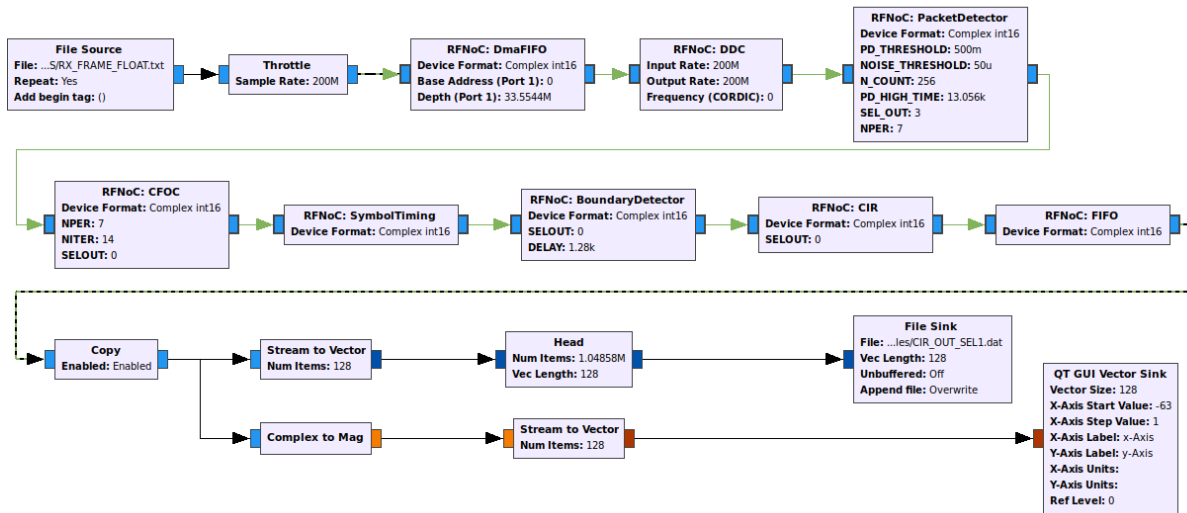 File Source
File: ...S/RX_FRAME_FLOAT.txt
Repeat: Yes
Add begin tag: ()
Throttle
Sample Rate: 200M
RFNoC: DmaFIFO
Device Format: Complex int16
Base Address (Port 1): 0
Depth (Port 1): 33.5544M
RFNoC: DDC
Input Rate: 200M
Output Rate: 200M
Frequency (CORDIC): 0
RFNoC: PacketDetector
Device Format: Complex int16
PD_THRESHOLD: 500m
NOISE_THRESHOLD: 50u
N_COUNT: 256
PD_HIGH_TIME: 13.056k
SEL_OUT: 3
NPER: 7
RFNoC: CFOC
Device Format: Complex int16
NPER: 7
NITER: 14
SELOUT: 0
RFNoC: SymbolTiming
Device Format: Complex int16
RFNoC: BoundaryDetector
Device Format: Complex int16
SELOUT: 0
DELAY: 1.28k
RFNoC: CIR
Device Format: Complex int16
SELOUT: 0
RFNoC: FIFO
Device Format: Complex int16
Copy
Enabled: Enabled
Stream to Vector
Num Items: 128
Head
Num Items: 1.04858M
Vec Length: 128
File Sink
File: ...les/CIR_OUT_SEL1.dat
Vec Length: 128
Unbuffered: Off
Append file: Overwrite
Complex to Mag
Stream to Vector
Num Items: 128
QT GUI Vector Sink
Vector Size: 128
X-Axis Start Value: -63
X-Axis Step Value: 1
X-Axis Label: x-Axis
Y-Axis Label: y-Axis
X-Axis Units:
Y-Axis Units:
Ref Level: 0